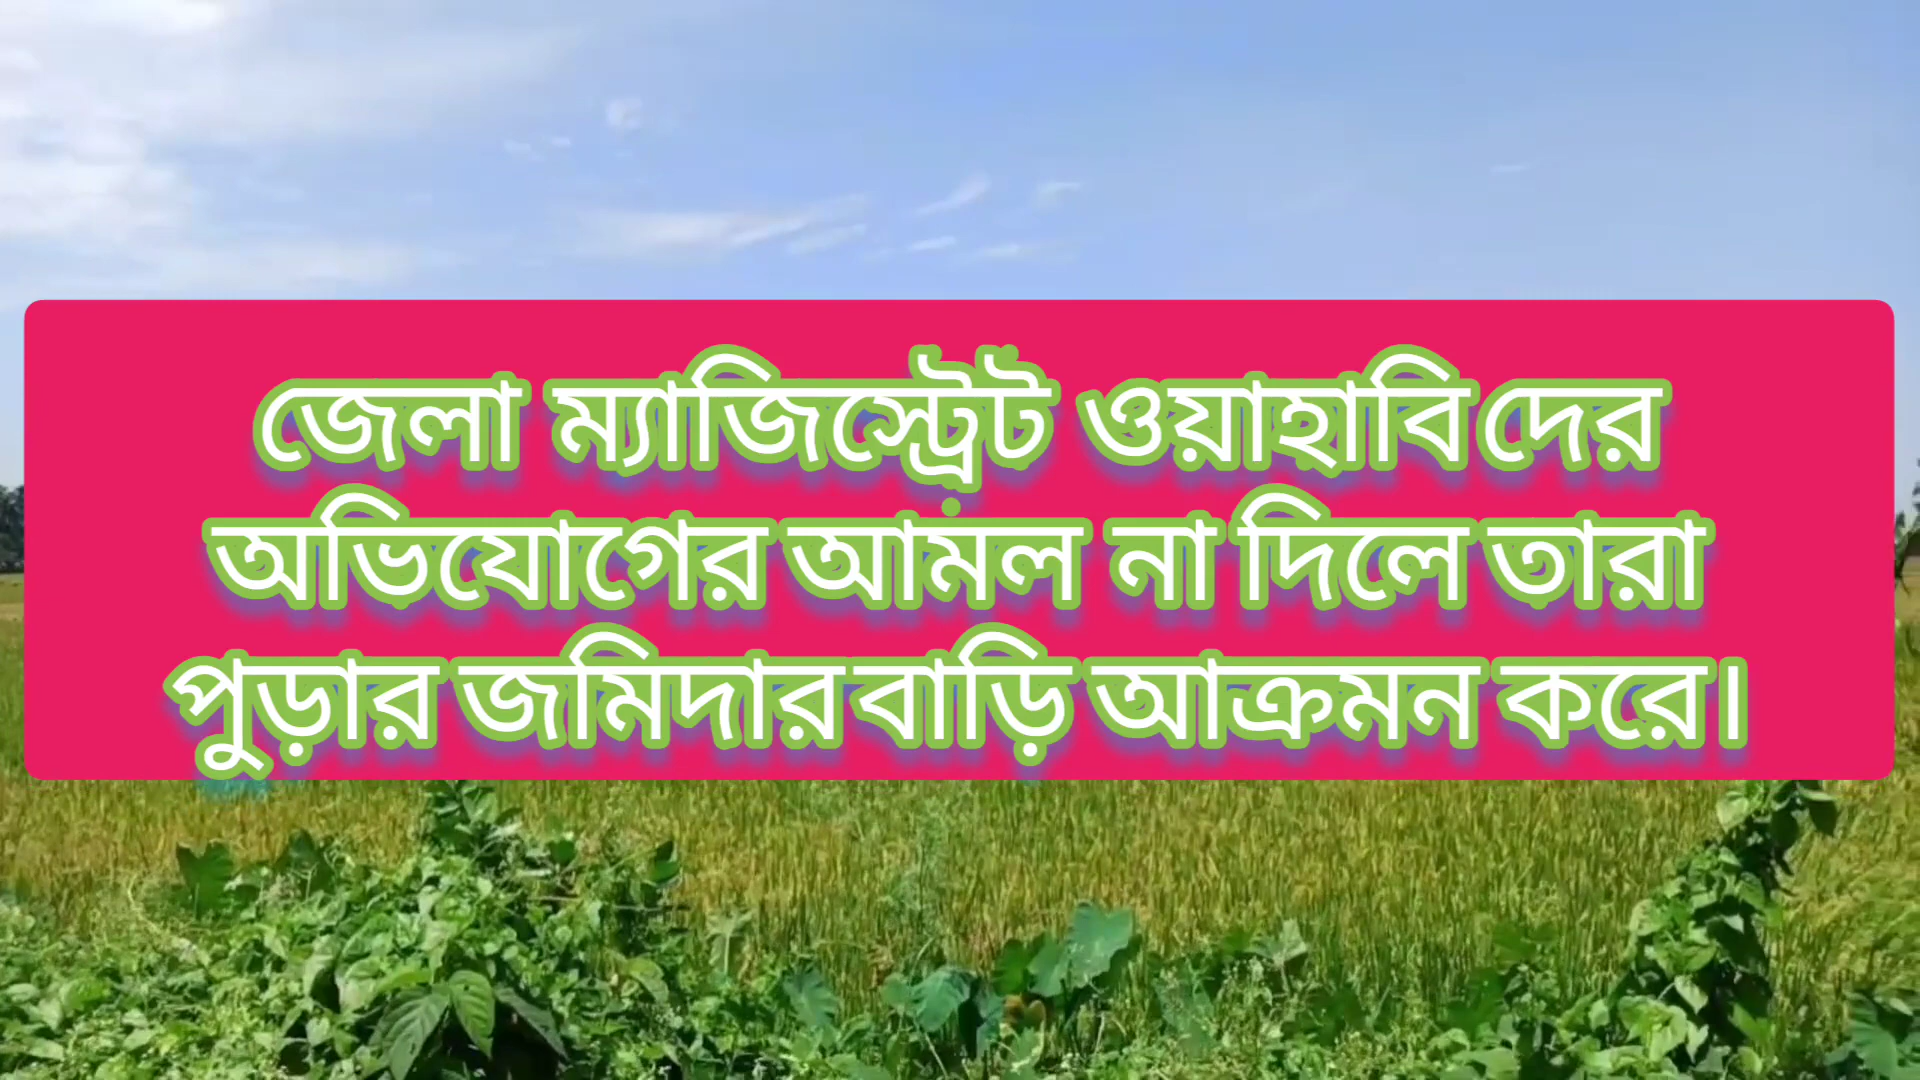 জেলা ম্যাজিস্ট্রেট ওয়াহাবি দের
অভিযোগের আমল না দিলে তারা
পুড়ার জমিদার বাড়ি আক্রমন করে।